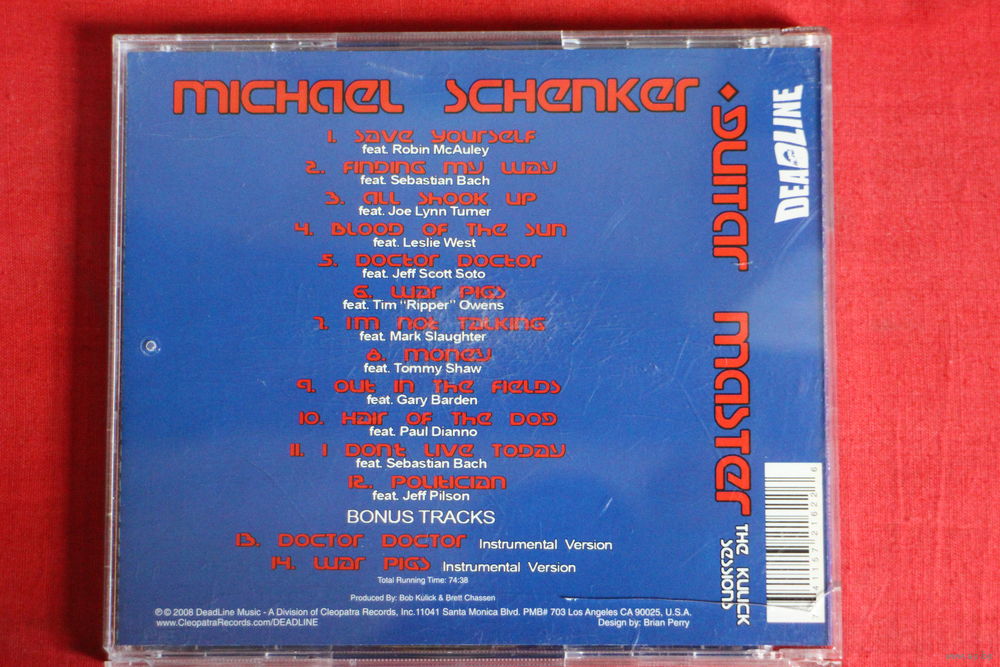 Michael Schenker
1. Save Yourself
feat. Robin McAuley
2. Finding My Way
feat. Sebastian Bach
3. All Shook Up
feat. Joe Lynn Turner
4. Blood Of The Sun
feat. Leslie West
5. Doctor Doctor
feat. Jeff Scott Soto
6. War Pigs
feat. Tim "Ripper" Owens
7. I'm Not Talking
feat. Mark Slaughter
8. Money
feat. Tommy Shaw
9. Out In The Fields
feat. Gary Barden
10. Hair Of The Dog
feat. Paul Dianno
11. I Don't Live Today
feat. Sebastian Bach
12. Politician
feat. Jeff Pilson
BONUS TRACKS
13. Doctor Doctor Instrumental Version
14. War Pigs Instrumental Version
Total Running Time: 74:38
Produced By: Bob Kulick & Brett Chassen
℗© 2008 DeadLine Music - A Division of Cleopatra Records, Inc.11041 Santa Monica Blvd. PMB# 703 Los Angeles CA 90025, U.S.A.
www.CleopatraRecords.com/DEADLINE
Design by: Brian Perry
Guitar Master
The Kulick
Sessions
DEADLINE